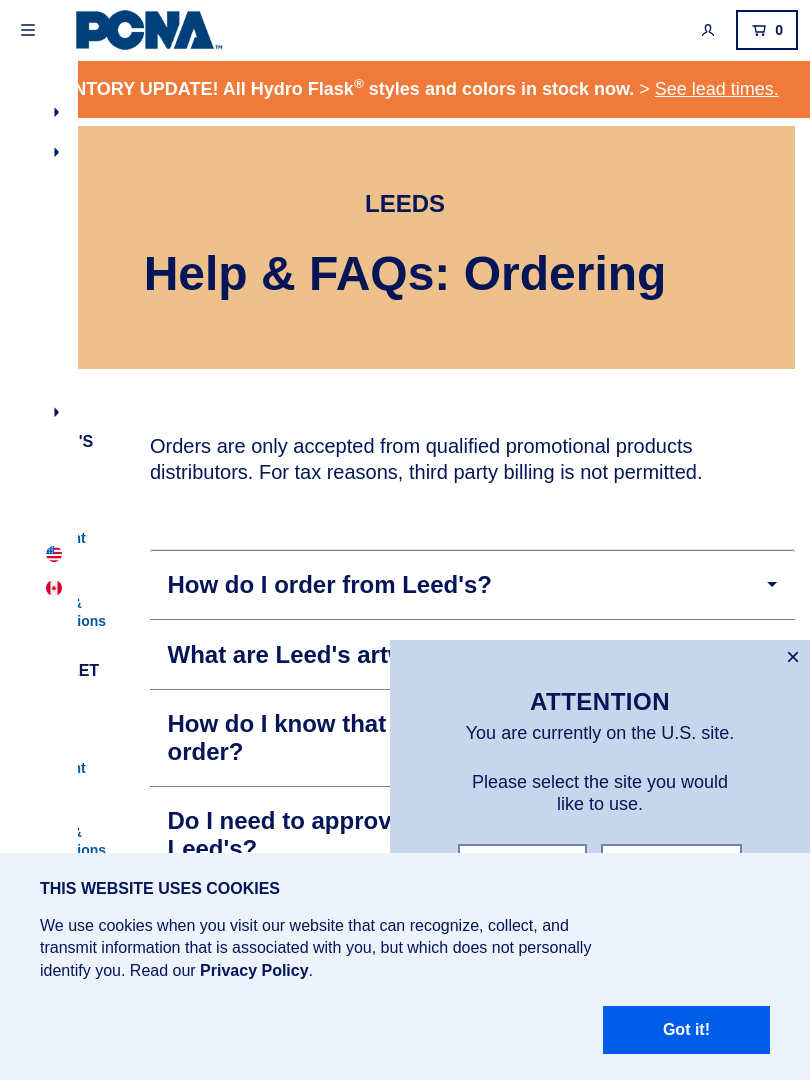 PCNA™
0
NTORY UPDATE! All Hydro Flask® styles and colors in stock now. > See lead times.
LEEDS
Help & FAQs: Ordering
'S
Orders are only accepted from qualified promotional products
distributors. For tax reasons, third party billing is not permitted.
nt
How do I order from Leed's?
&
ions
What are Leed's art
ET
How do I know that
order?
nt
Do I need to approv
Leed's?
&
ions
×
ATTENTION
You are currently on the U.S. site.
Please select the site you would
like to use.
THIS WEBSITE USES COOKIES
We use cookies when you visit our website that can recognize, collect, and
transmit information that is associated with you, but which does not personally
identify you. Read our Privacy Policy.
Got it!